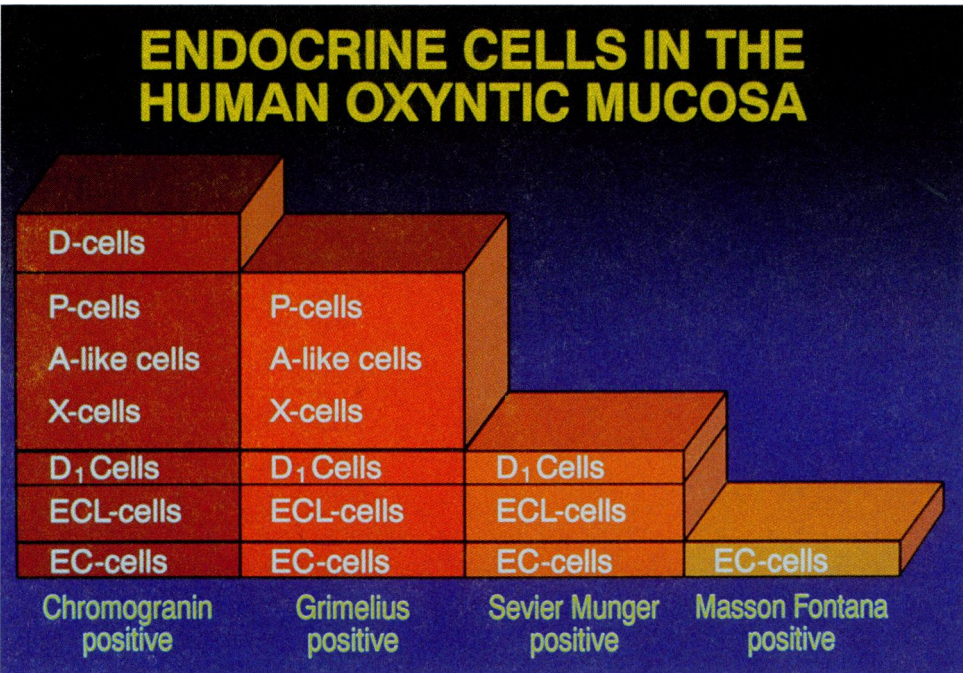 ENDOCRINE CELLS IN THE
HUMAN OXYNTIC MUCOSA
D-cells
P-cells
A-like cells
X-cells
D₁ Cells
ECL-cells
EC-cells
Chromogranin
positive
P-cells
A-like cells
X-cells
D₁ Cells
ECL-cells
EC-cells
Grimelius
positive
D₁ Cells
ECL-cells
EC-cells
Sevier Munger
positive
EC-cells
Masson Fontana
positive